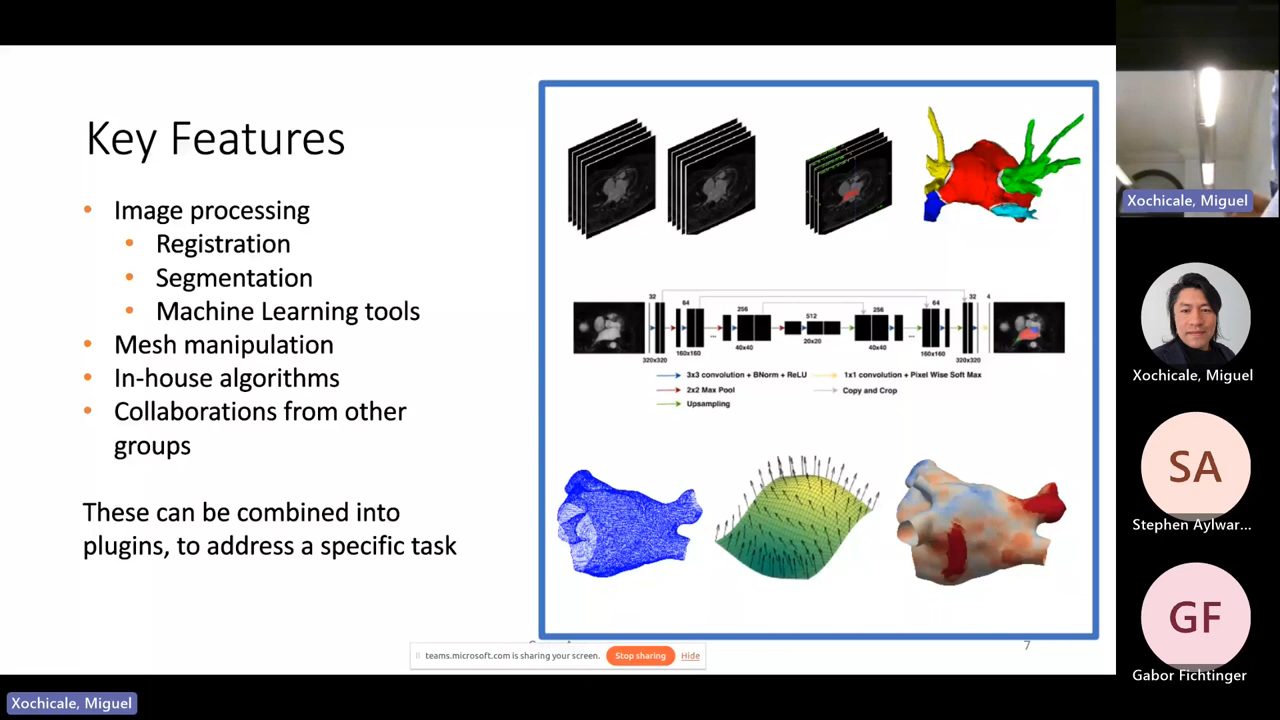 Key Features
• Image processing
• Registration
• Segmentation
• Machine Learning tools
• Mesh manipulation
• In-house algorithms
• Collaborations from other
groups
These can be combined into
plugins, to address a specific task
32
64
256
512
256
64
32
4
...
...
320x320
160x160
40x40
20x20
40x40
160x160
320x320
3x3 convolution + BNorm + ReLU
1x1 convolution + Pixel Wise Soft Max
2x2 Max Pool
Copy and Crop
Upsampling
7
teams.microsoft.com is sharing your screen.
Stop sharing
Hide
Xochicale, Miguel
Xochicale, Miguel
SA
Stephen Aylwar...
GF
Gabor Fichtinger
Xochicale, Miguel